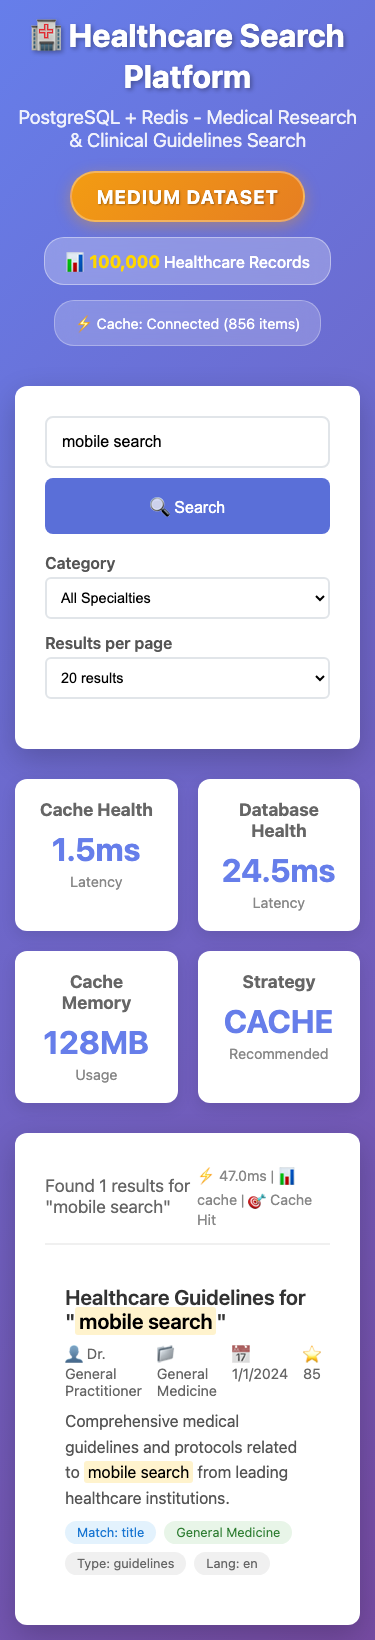 Healthcare Search
Platform
PostgreSQL + Redis - Medical Research
& Clinical Guidelines Search
MEDIUM DATASET
100,000 Healthcare Records
Cache: Connected (856 items)
mobile search
Search
Category
All Specialties
Results per page
20 results
Cache Health
1.5ms
Latency
Database
Health
24.5ms
Latency
Cache
Memory
128MB
Usage
Strategy
CACHE
Recommended
Found 1 results for
"mobile search"
⚡ 47.0ms | 📊
cache | 🎯 Cache
Hit
Healthcare Guidelines for
"mobile search"
Dr.
General
Practitioner
General
Medicine
1/1/2024
85
Comprehensive medical
guidelines and protocols related
to mobile search from leading
healthcare institutions.
Match: title
General Medicine
Type: guidelines
Lang: en